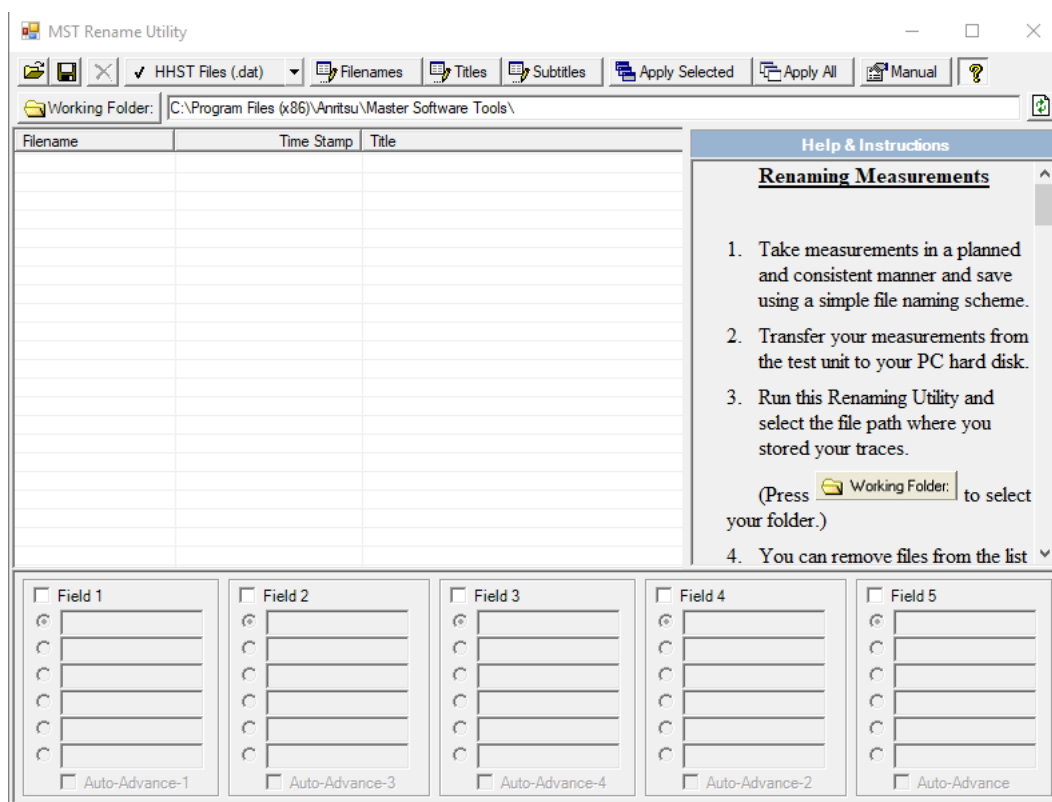 MST Rename Utility
HHST Files (.dat) Filenames Titles Subtitles Apply Selected Apply All Manual
Working Folder: C:\Program Files (x86)\Anritsu\Master Software Tools\
Filename Time Stamp Title
Help & Instructions
Renaming Measurements
1. Take measurements in a planned
and consistent manner and save
using a simple file naming scheme.
2. Transfer your measurements from
the test unit to your PC hard disk.
3. Run this Renaming Utility and
select the file path where you
stored your traces.
(Press Working Folder: to select
your folder.)
4. You can remove files from the list
Field 1 Field 2 Field 3 Field 4 Field 5
Auto-Advance-1 Auto-Advance-3 Auto-Advance-4 Auto-Advance-2 Auto-Advance